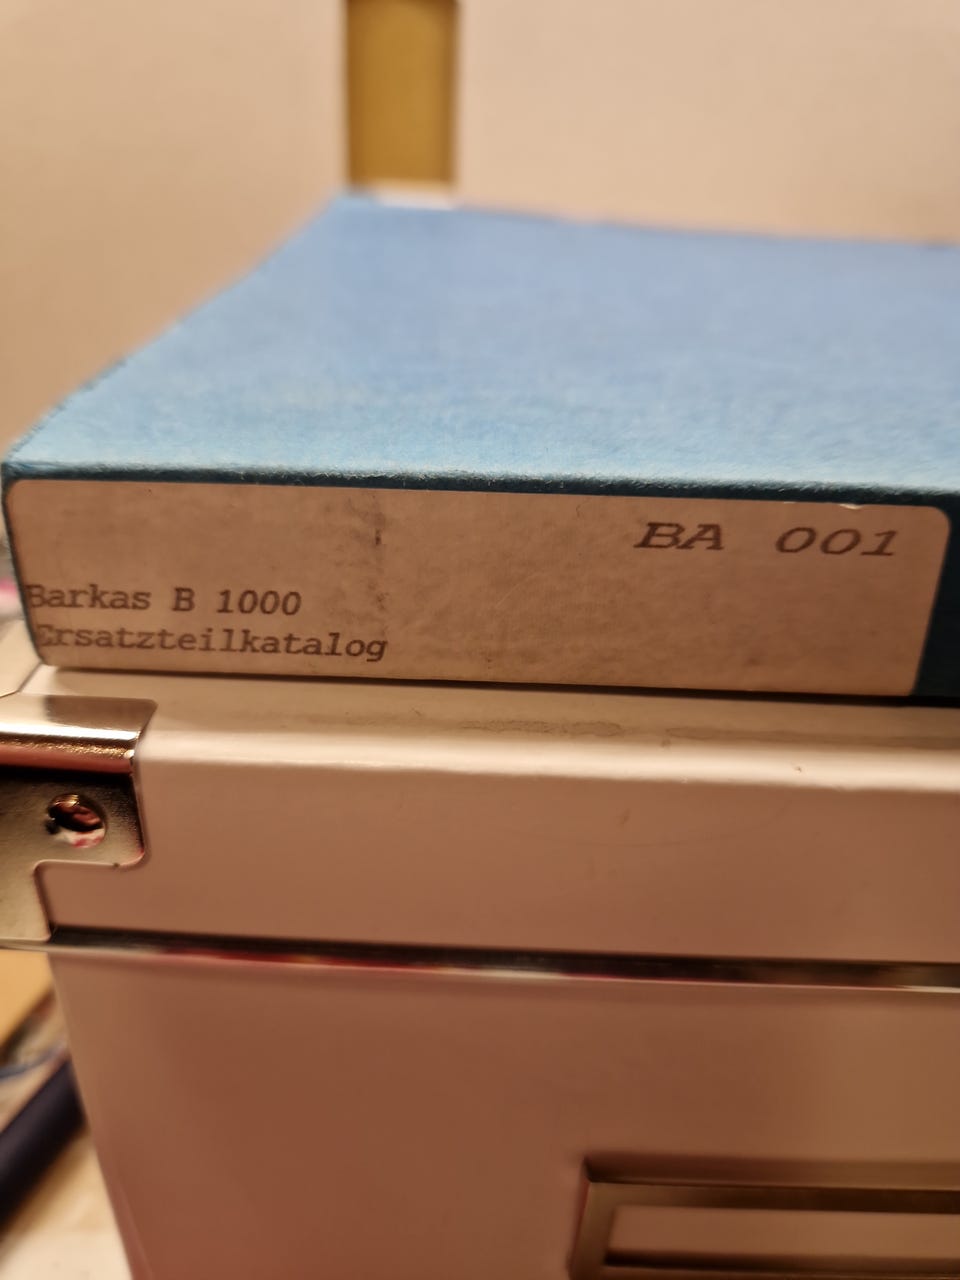 BA 001
Barkas B 1000
Ersatzteilkatalog